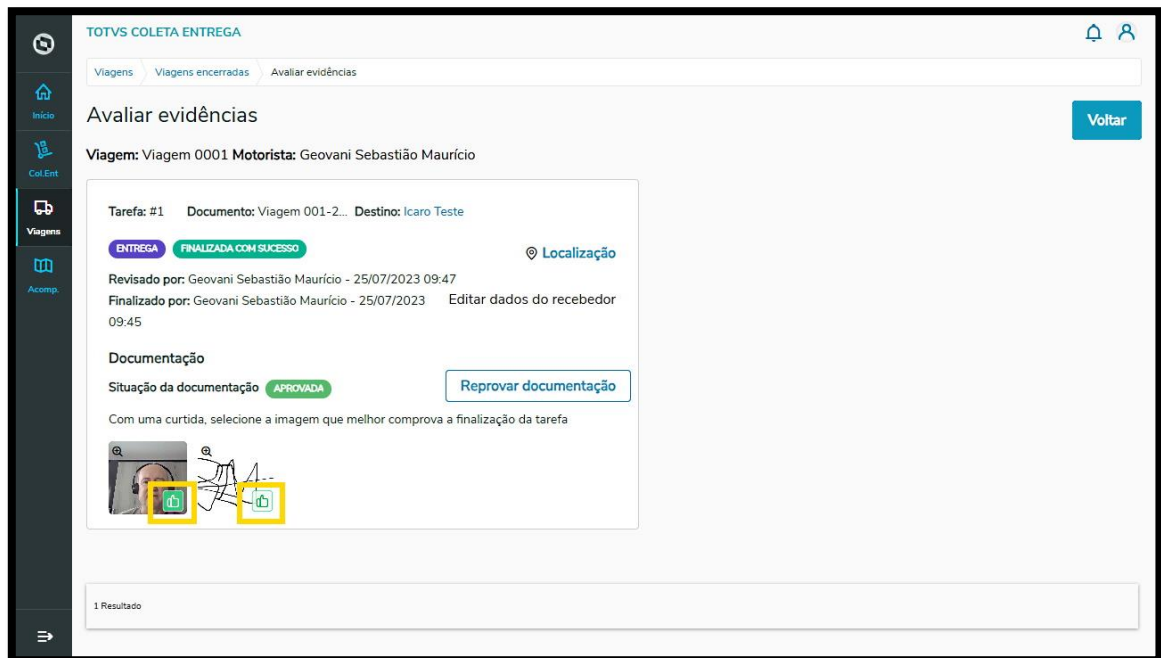 TOTVS COLETA ENTREGA
Viagens Viagens encerradas Avaliar evidências
Início
Avaliar evidências
Voltar
Viagem: Viagem 0001 Motorista: Geovani Sebastião Maurício
Col.Ent
Viagens
Acomp.
Tarefa: #1 Documento: Viagem 001-2... Destino: Icaro Teste
ENTREGA FINALIZADA COM SUCESSO Localização
Revisado por: Geovani Sebastião Maurício - 25/07/2023 09:47
Finalizado por: Geovani Sebastião Maurício - 25/07/2023 Editar dados do recebedor
09:45
Documentação
Situação da documentação APROVADA Reprovar documentação
Com uma curtida, selecione a imagem que melhor comprova a finalização da tarefa
1 Resultado